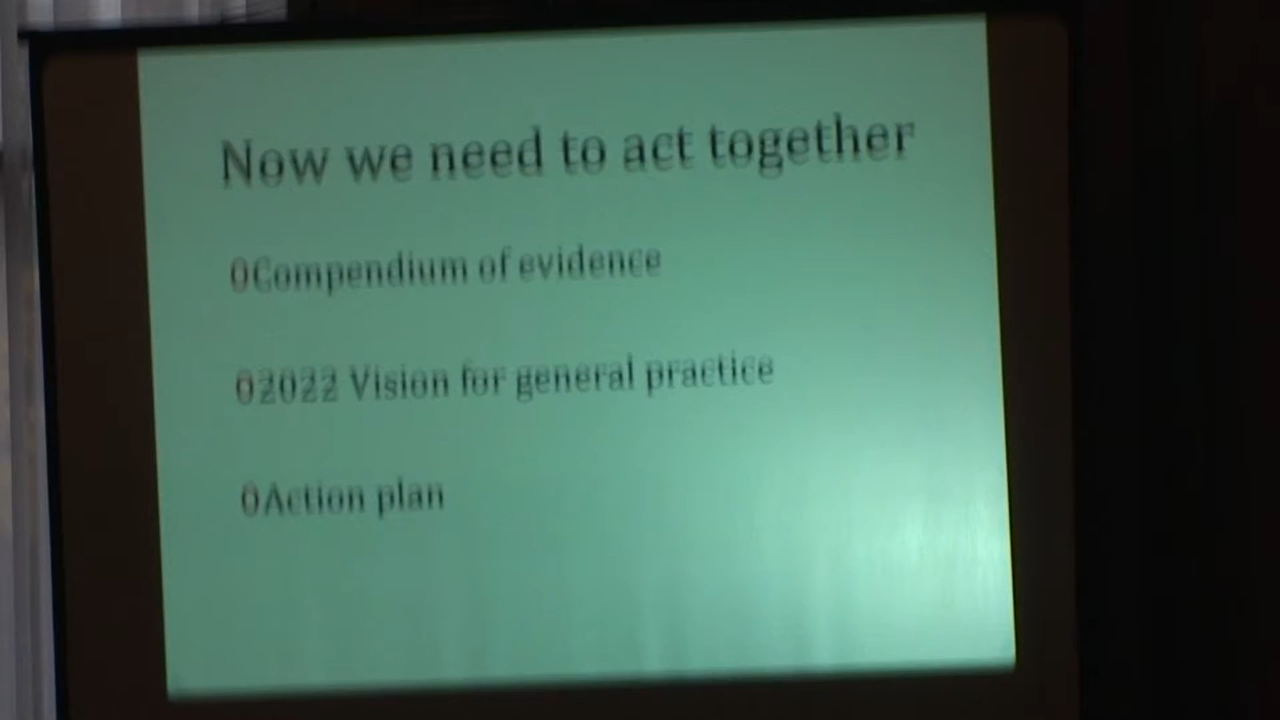 Now we need to act together
0Compendium of evidence
02022 Vision for general practice
0Action plan